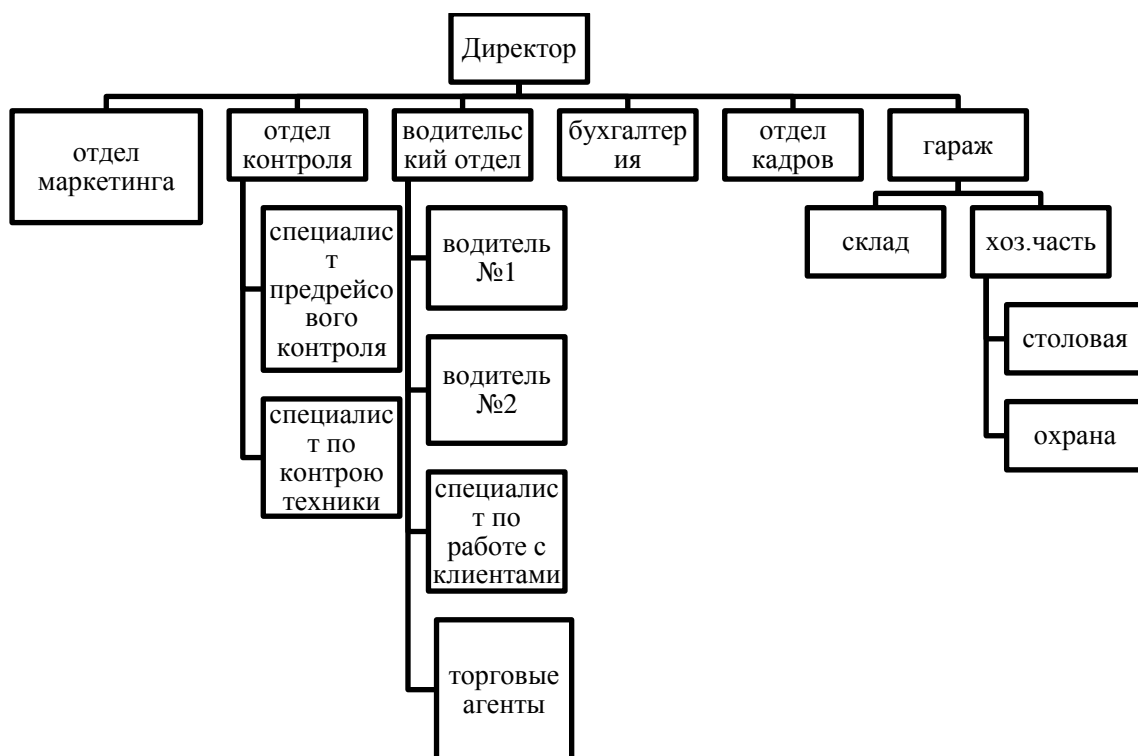 Директор
отдел
маркетинга
отдел
контроля
водительс
кий отдел
бухгалтер
ия
отдел
кадров
гараж
специалис
т
предрейсо
вого
контроля
специалис
т по
контрою
техники
водитель
№1
водитель
№2
специалис
т по
работе с
клиентами
торговые
агенты
склад
хоз.часть
столовая
охрана